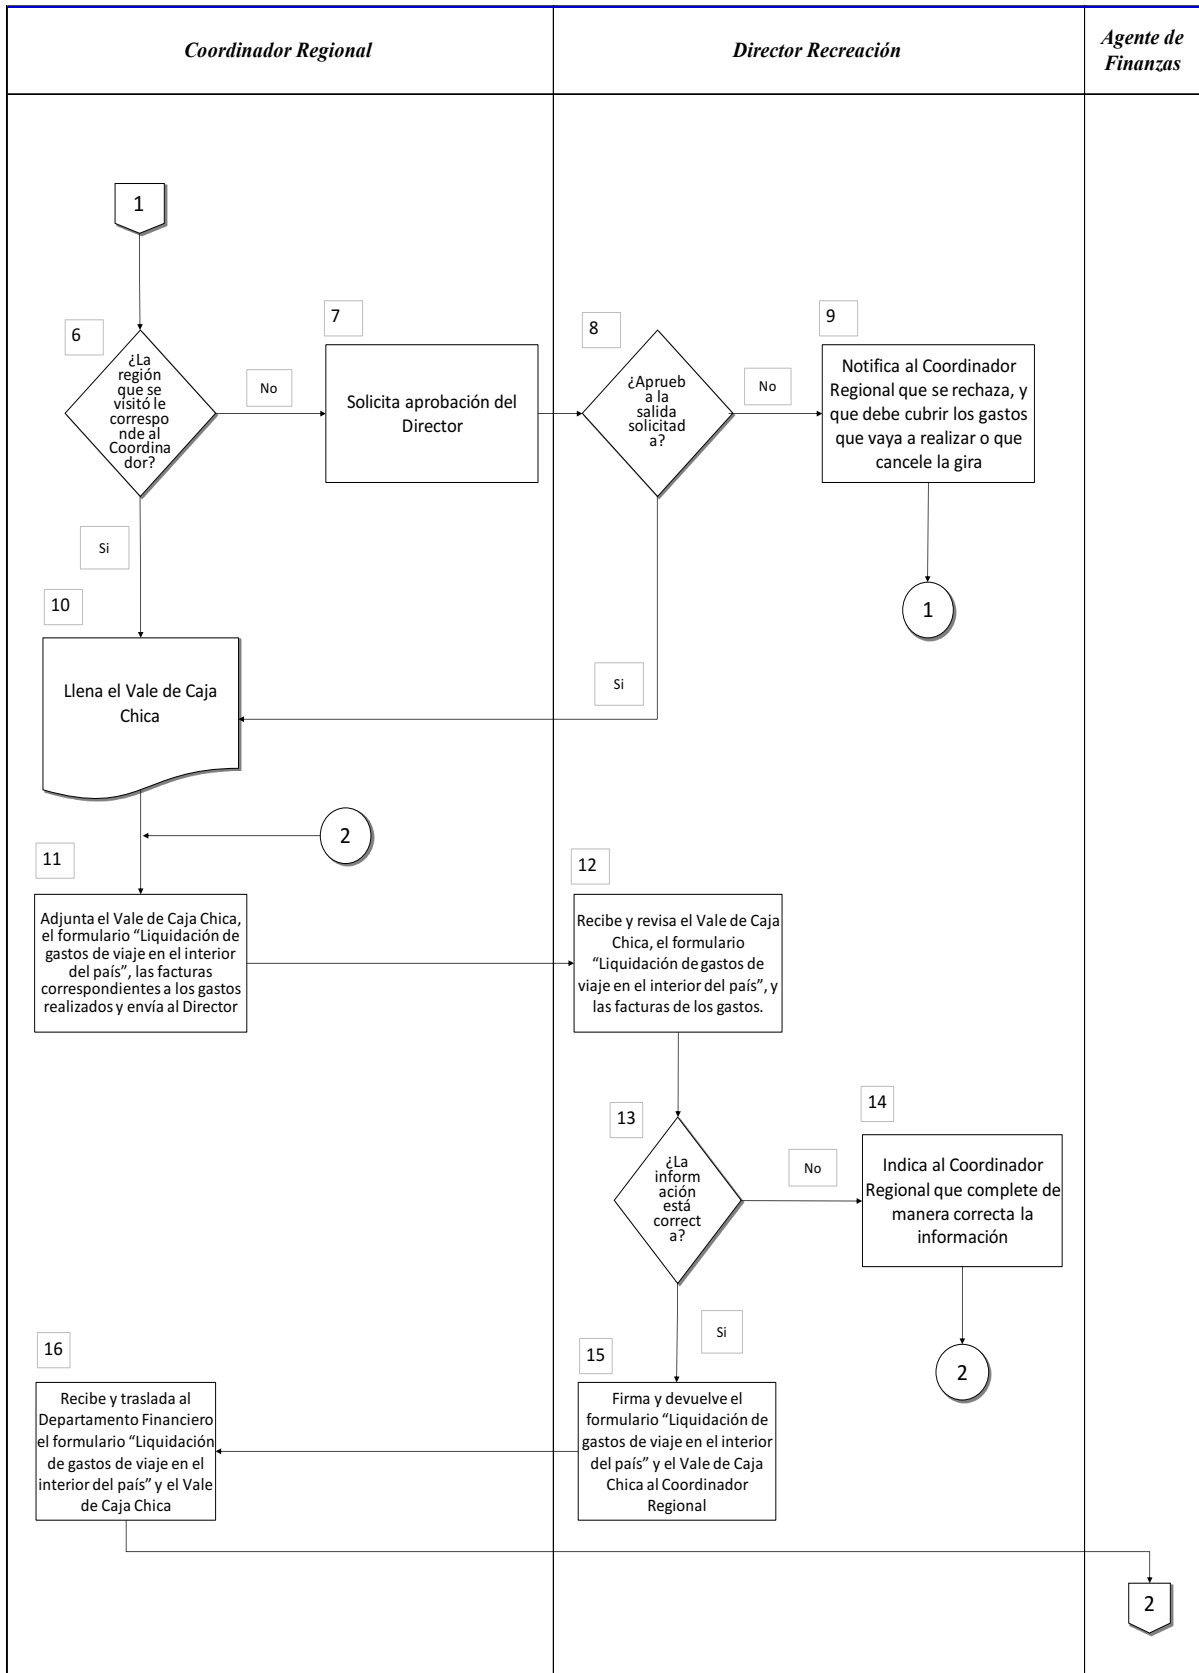 Coordinador Regional
Director Recreación
Agente de
Finanzas
1
6
¿La
región
que se
visitó le
correspo
nde al
Coordina
dor?
No
7
Solicita aprobación del
Director
8
¿Aprueb
a la
salida
solicitad
a?
No
9
Notifica al Coordinador
Regional que se rechaza, y
que debe cubrir los gastos
que vaya a realizar o que
cancele la gira
Si
1
10
Llena el Vale de Caja
Chica
Si
2
11
Adjunta el Vale de Caja Chica,
el formulario “Liquidación de
gastos de viaje en el interior
del país”, las facturas
correspondientes a los gastos
realizados y envía al Director
12
Recibe y revisa el Vale de Caja
Chica, el formulario
“Liquidación de gastos de
viaje en el interior del país”, y
las facturas de los gastos.
13
¿La
inform
ación
está
correct
a?
No
14
Indica al Coordinador
Regional que complete de
manera correcta la
información
Si
2
15
Firma y devuelve el
formulario “Liquidación de
gastos de viaje en el interior
del país” y el Vale de Caja
Chica al Coordinador
Regional
16
Recibe y traslada al
Departamento Financiero
el formulario “Liquidación
de gastos de viaje en el
interior del país” y el Vale
de Caja Chica
2